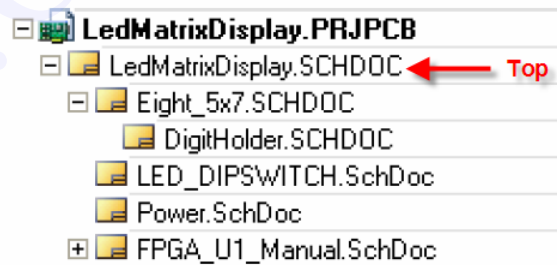 LedMatrixDisplay.PRJPCB
LedMatrixDisplay.SCHDOC Top
Eight_5x7.SCHDOC
DigitHolder.SCHDOC
LED_DIPSWITCH.SchDoc
Power.SchDoc
FPGA_U1_Manual.SchDoc